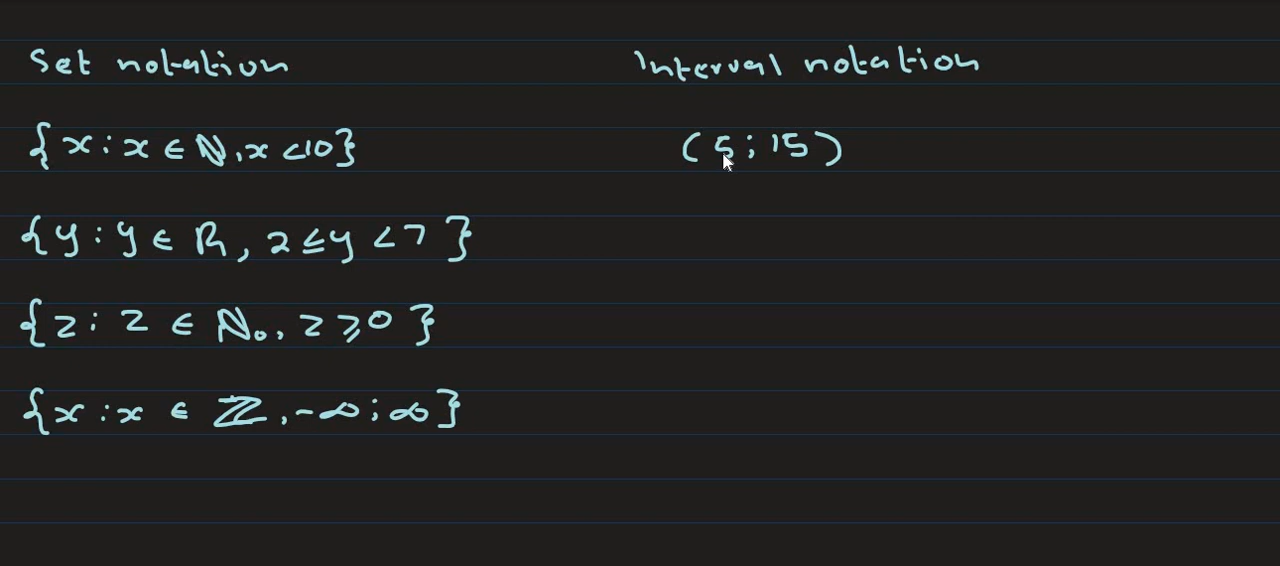 Set notation Interval notation
{x : x ∈ ℕ, x < 10} (5 ; 15)
{y : y ∈ R, 2 ≤ y < 7}
{z : z ∈ ℕ₀, z ⩾ 0}
{x : x ∈ ℤ, -∞ ; ∞}